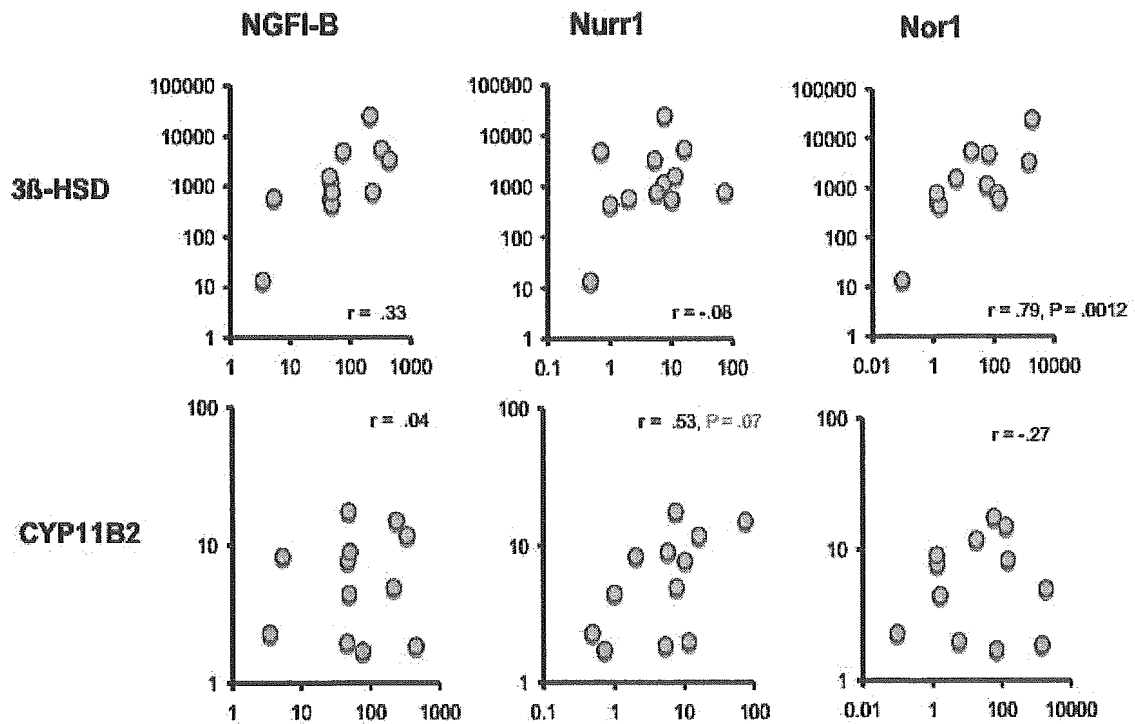 NGFI-B Nurr1 Nor1
3ß-HSD
100000
10000
1000
100
10
1
r = .33
1 10 100 1000
100000
10000
1000
100
10
1
r = -.08
0.1 1 10 100
100000
10000
1000
100
10
1
r = .79, P = .0012
0.01 1 100 10000
CYP11B2
100
10
1
r = .04
1 10 100 1000
100
10
1
r = .53, P = .07
0.1 1 10 100
100
10
1
r = -.27
0.01 1 100 10000